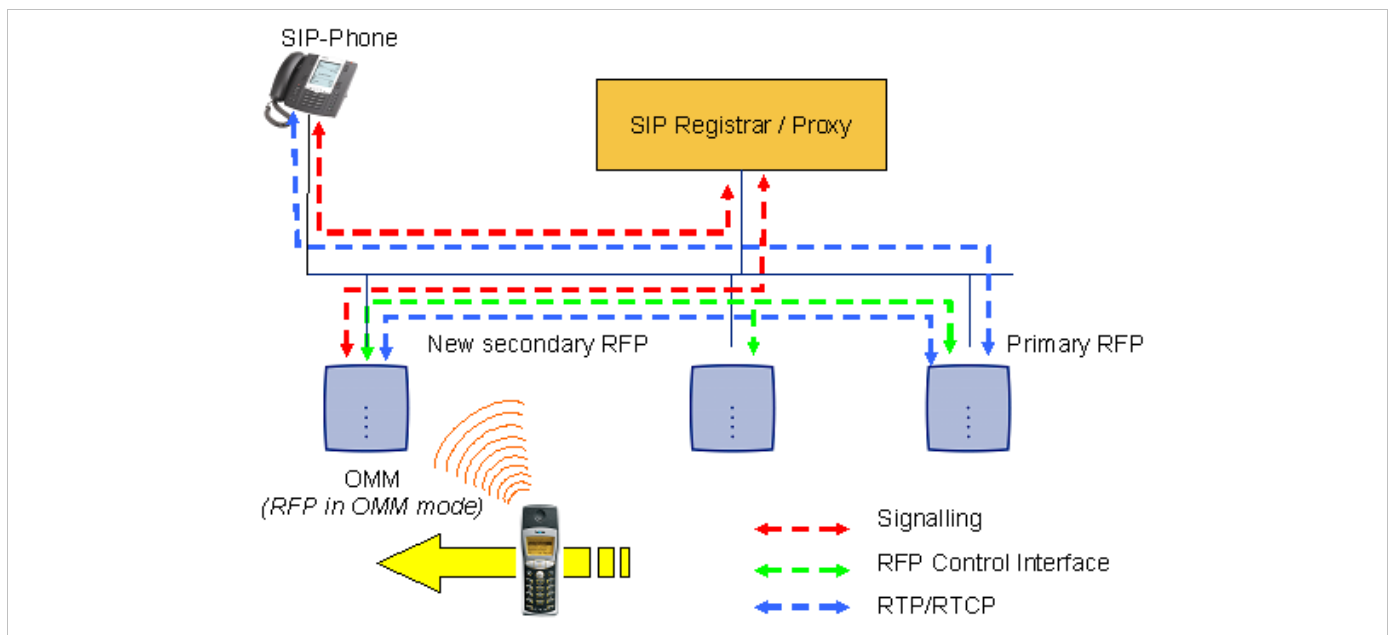 SIP-Phone
SIP Registrar / Proxy
New secondary RFP
Primary RFP
OMM
(RFP in OMM mode)
Signalling
RFP Control Interface
RTP/RTCP